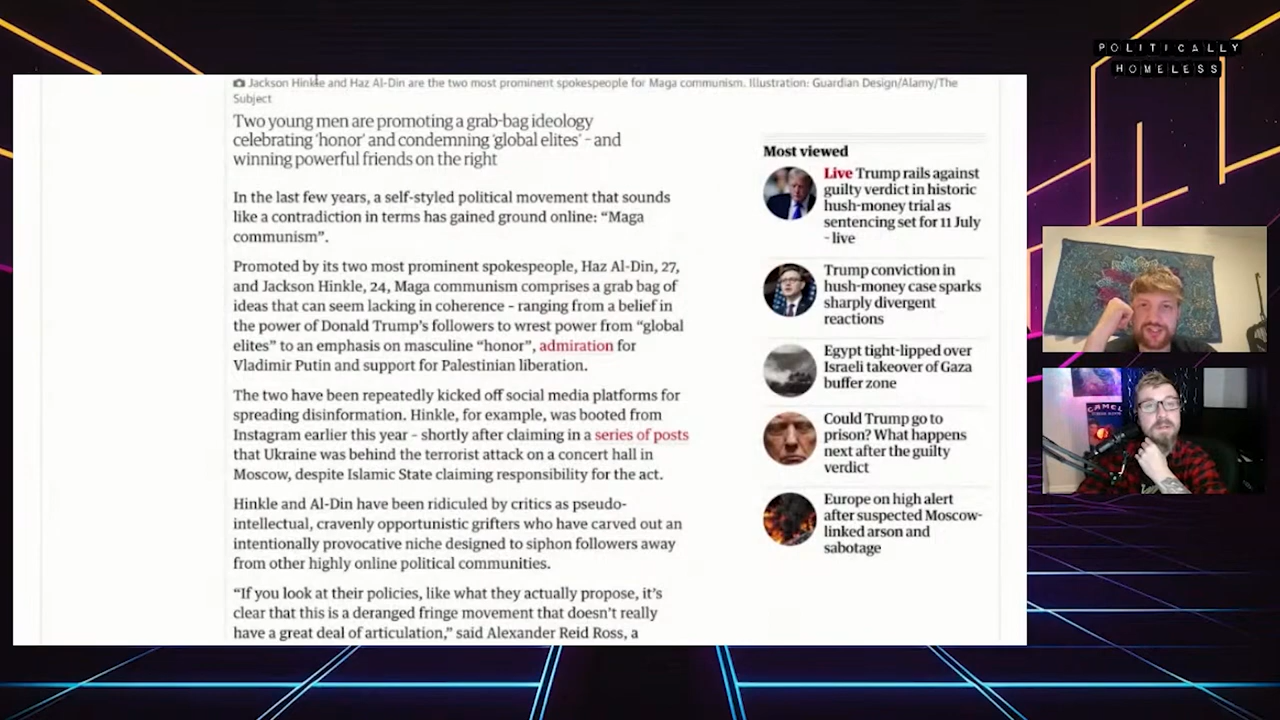 POLITICALLY
HOMELESS
Jackson Hinkle and Haz Al-Din are the two most prominent spokespeople for Maga communism. Illustration: Guardian Design/Alamy/The
Subject
Two young men are promoting a grab-bag ideology
celebrating ‘honor’ and condemning ‘global elites’ – and
winning powerful friends on the right
In the last few years, a self-styled political movement that sounds
like a contradiction in terms has gained ground online: “Maga
communism”.
Promoted by its two most prominent spokespeople, Haz Al-Din, 27,
and Jackson Hinkle, 24, Maga communism comprises a grab bag of
ideas that can seem lacking in coherence – ranging from a belief in
the power of Donald Trump’s followers to wrest power from “global
elites” to an emphasis on masculine “honor”, admiration for
Vladimir Putin and support for Palestinian liberation.
The two have been repeatedly kicked off social media platforms for
spreading disinformation. Hinkle, for example, was booted from
Instagram earlier this year – shortly after claiming in a series of posts
that Ukraine was behind the terrorist attack on a concert hall in
Moscow, despite Islamic State claiming responsibility for the act.
Hinkle and Al-Din have been ridiculed by critics as pseudo-
intellectual, cravenly opportunistic grifters who have carved out an
intentionally provocative niche designed to siphon followers away
from other highly online political communities.
“If you look at their policies, like what they actually propose, it’s
clear that this is a deranged fringe movement that doesn’t really
have a great deal of articulation,” said Alexander Reid Ross, a
Most viewed
Live Trump rails against
guilty verdict in historic
hush-money trial as
sentencing set for 11 July
- live
Trump conviction in
hush-money case sparks
sharply divergent
reactions
Egypt tight-lipped over
Israeli takeover of Gaza
buffer zone
Could Trump go to
prison? What happens
next after the guilty
verdict
Europe on high alert
after suspected Moscow-
linked arson and
sabotage
CAMEL